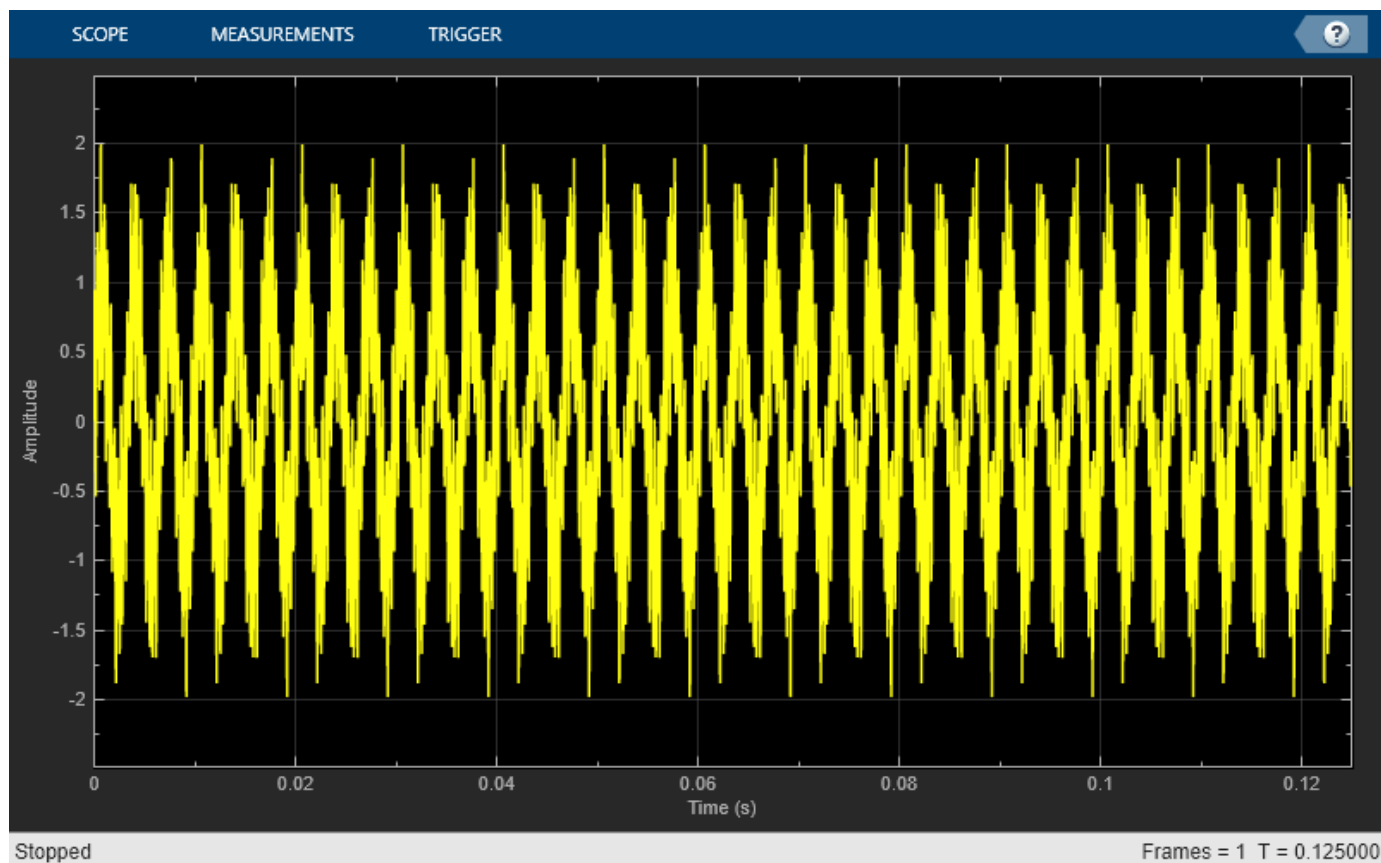 SCOPE MEASUREMENTS TRIGGER ?
2
1.5
1
0.5
0
-0.5
-1
-1.5
-2
Amplitude
0 0.02 0.04 0.06 0.08 0.1 0.12
Time (s)
Stopped Frames = 1 T = 0.125000